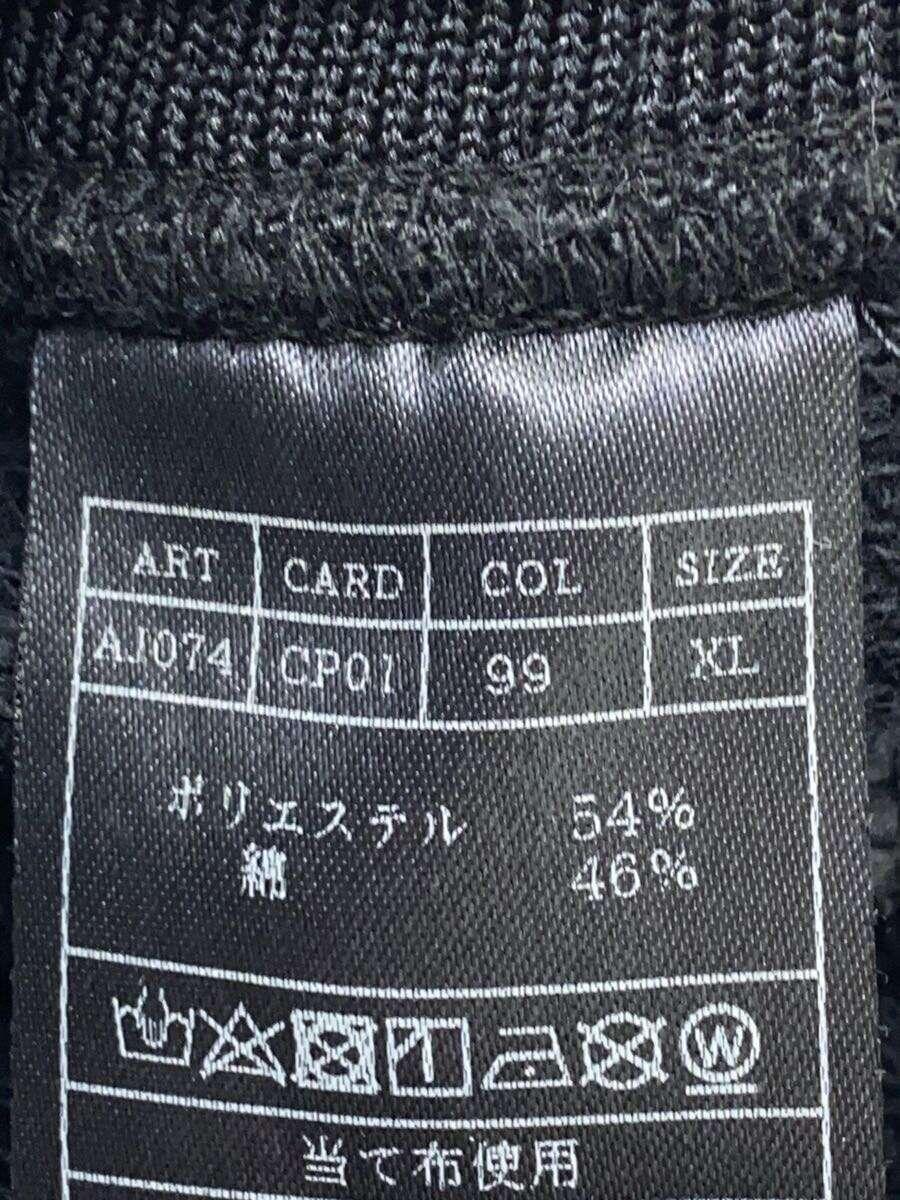 ART CARD COL SIZE
AJ074 CP01 99 XL
ポリエステル 54%
綿 46%
W
当て布使用